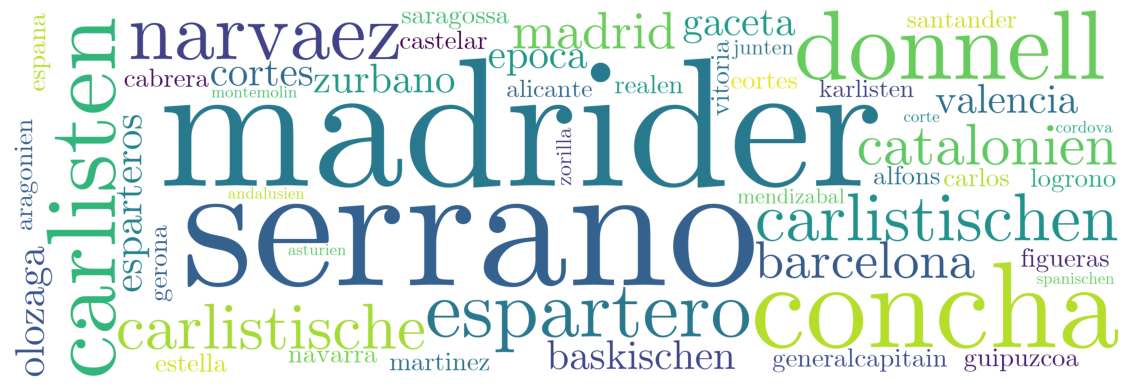 espana
carlisten
narvaez
saragossa
castelar
madrid
gaceta
santander
junten
donnell
cabrera
cortes
montemolin
zurbano
epoca
alicante
realen
vitoria
eortes
karlisten
valencia
corte
cordova
madrider
zorilla
catalonien
aragonien
esparteros
andalusien
alfons
carlos
logrono
mendizabal
serrano
carlistischen
olozaga
gerona
asturien
barcelona
figueras
spanischen
carlistische
espartero
concha
estella
navarra
martinez
baskischen
generalcapitain
guipuzcoa